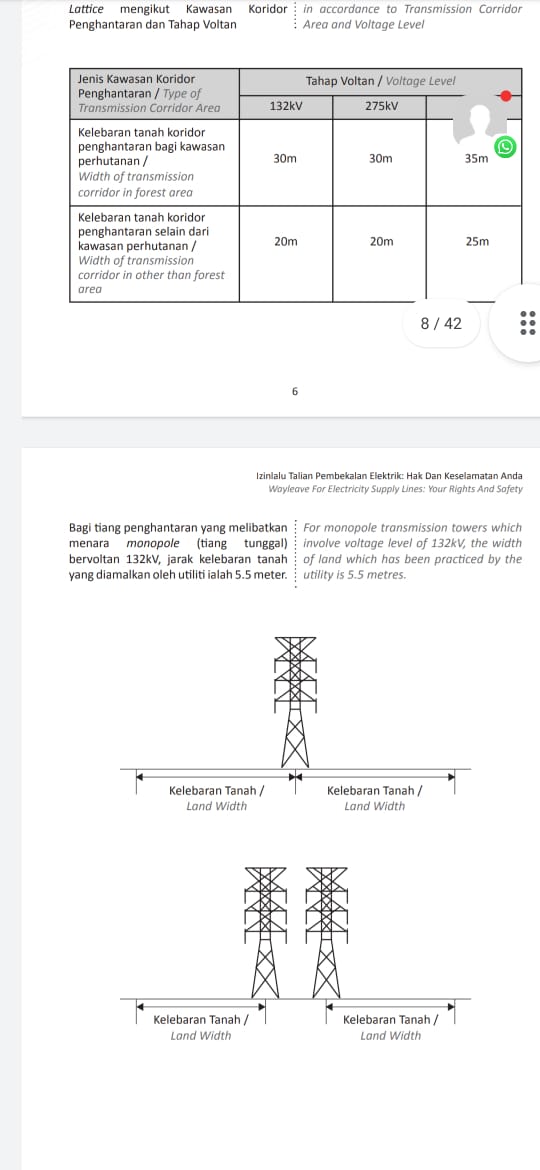 Lattice mengikut Kawasan Koridor
Penghantaran dan Tahap Voltan
in accordance to Transmission Corridor
Area and Voltage Level
Jenis Kawasan Koridor
Penghantaran / Type of
Transmission Corridor Area
Tahap Voltan / Voltage Level
132kV
275kV
Kelebaran tanah koridor
penghantaran bagi kawasan
perhutanan /
Width of transmission
corridor in forest area
30m
30m
35m
Kelebaran tanah koridor
penghantaran selain dari
kawasan perhutanan /
Width of transmission
corridor in other than forest
area
20m
20m
25m
8 / 42
6
Izinlalu Talian Pembekalan Elektrik: Hak Dan Keselamatan Anda
Wayleave For Electricity Supply Lines: Your Rights And Safety
Bagi tiang penghantaran yang melibatkan
menara monopole (tiang tunggal)
bervoltan 132kV, jarak kelebaran tanah
yang diamalkan oleh utiliti ialah 5.5 meter.
For monopole transmission towers which
involve voltage level of 132kV, the width
of land which has been practiced by the
utility is 5.5 metres.
Kelebaran Tanah /
Land Width
Kelebaran Tanah /
Land Width
Kelebaran Tanah /
Land Width
Kelebaran Tanah /
Land Width